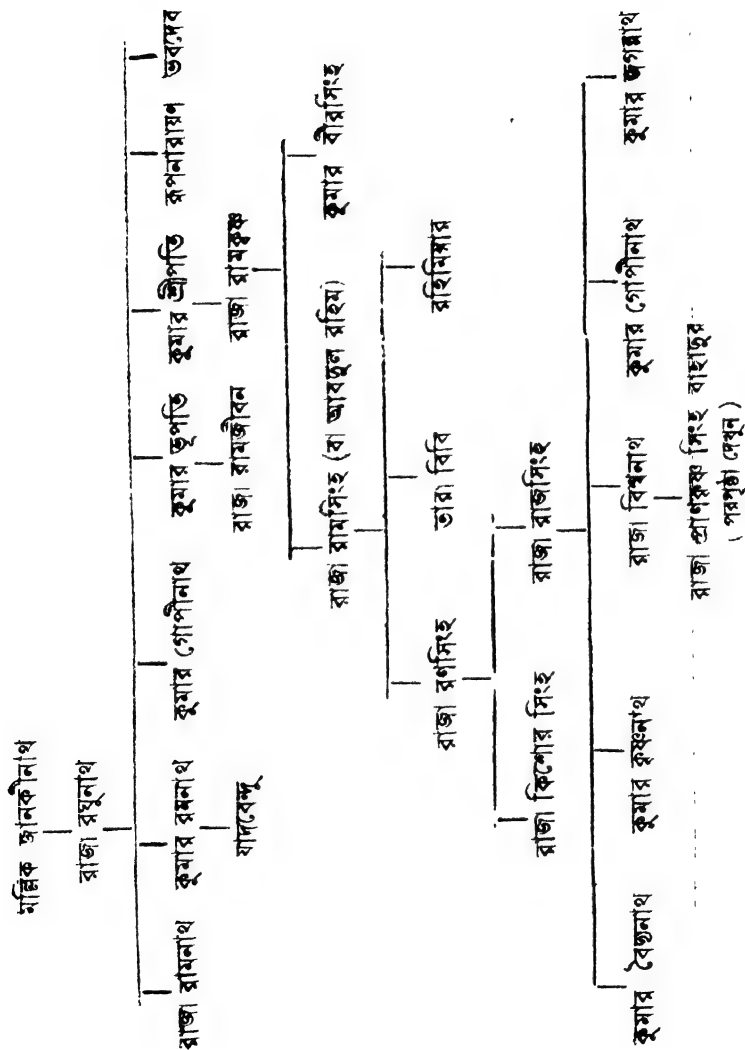 মল্লিক জানকীনাথ
রাজা রঘুনাথ
রাজা রামনাথ কুমার রমনাথ কুমার গোপীনাথ কুমার ভূপতি কুমার শ্রীপতি রূপনারায়ণ ভবদেব
যাদবেন্দু রাজা রামজীবন রাজা রামকৃষ্ণ
রাজা রামসিংহ (বা আবদুল রহিম) কুমার বীরসিংহ
রাজা রণসিংহ তারা বিবি রহিমিয়ার
রাজা কিশোর সিংহ রাজা রাজসিংহ
কুমার বৈদ্যনাথ কুমার কৃষ্ণনাথ রাজা বিশ্বনাথ কুমার গোপীনাথ কুমার জগন্নাথ
রাজা প্রাণকৃষ্ণ সিংহ বাহাদুর
(পরপৃষ্ঠা দেখুন)